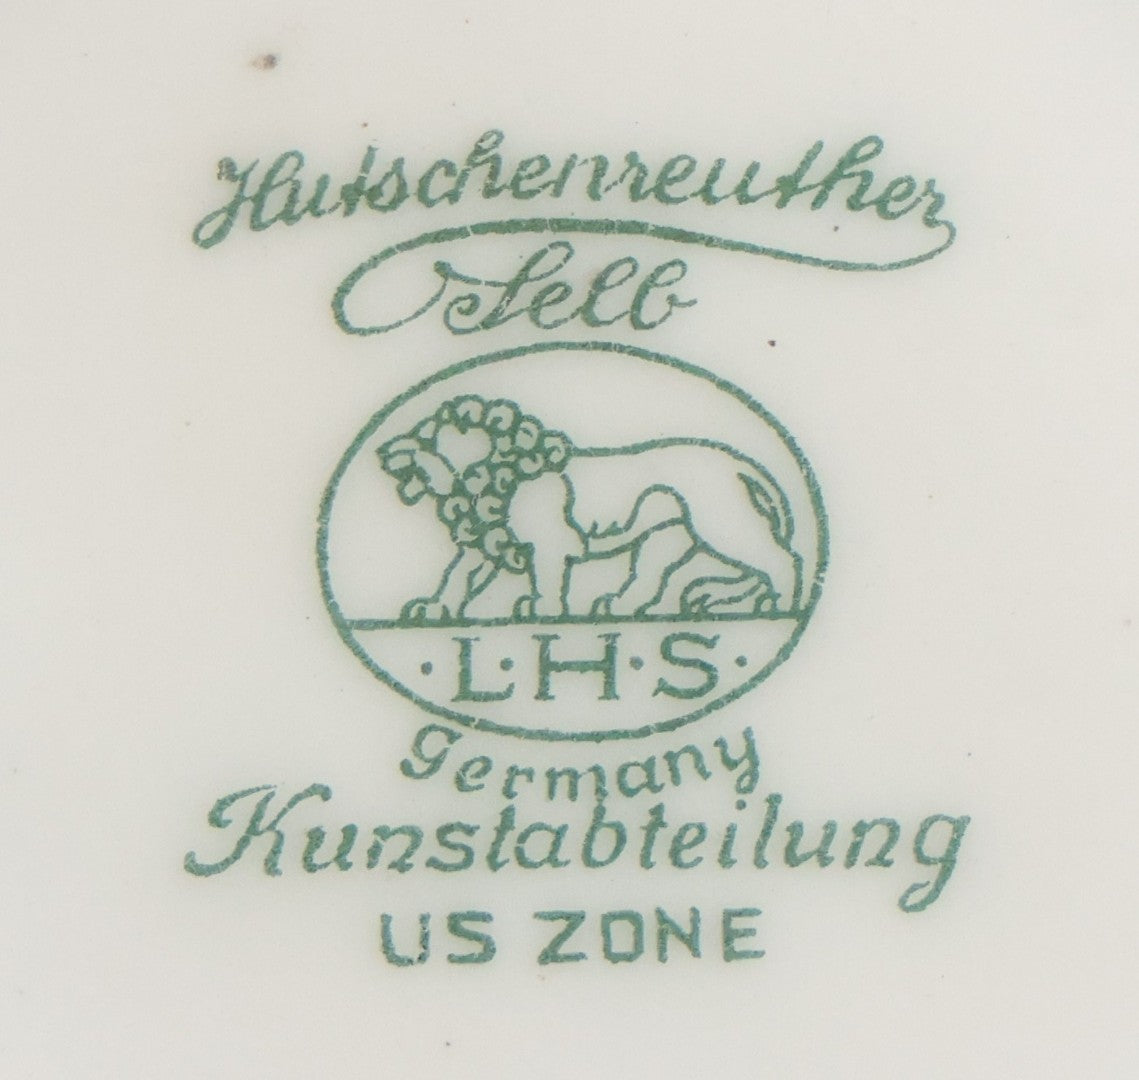 Hutschenreuther
Selb
·L·H·S·
Germany
Kunstabteilung
US ZONE